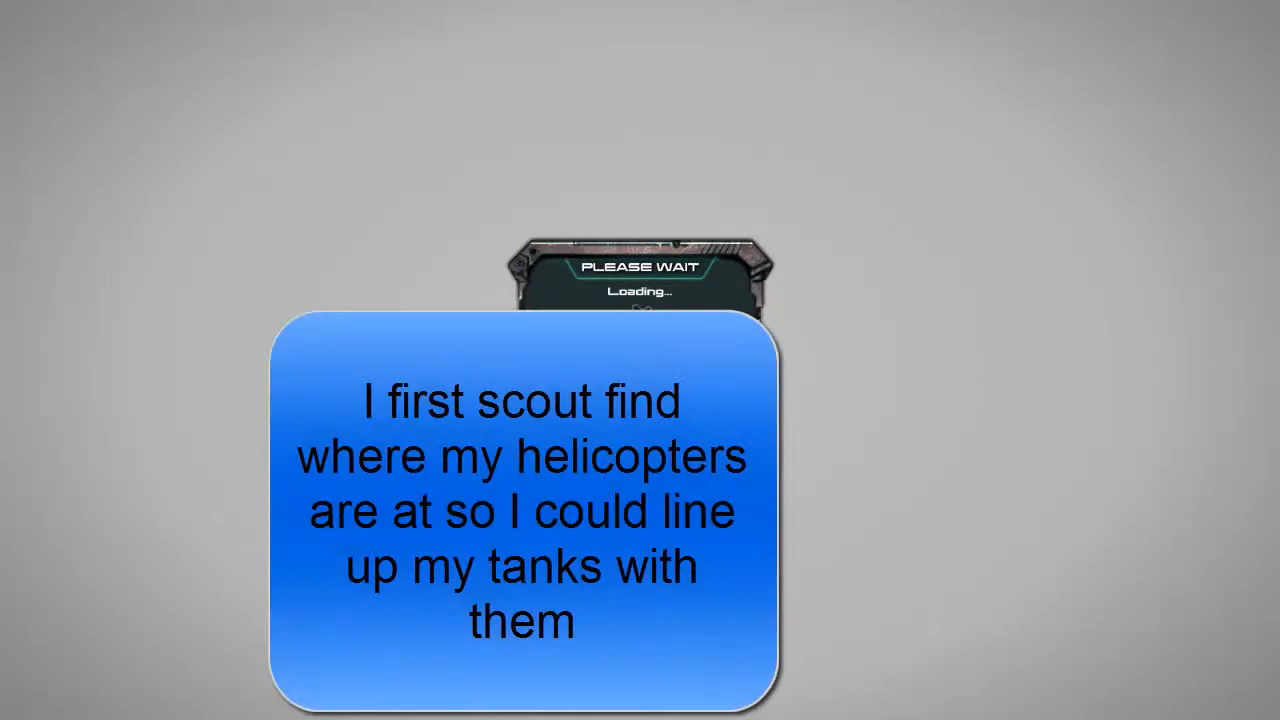 PLEASE WAIT
Loading...
I first scout find
where my helicopters
are at so I could line
up my tanks with
them